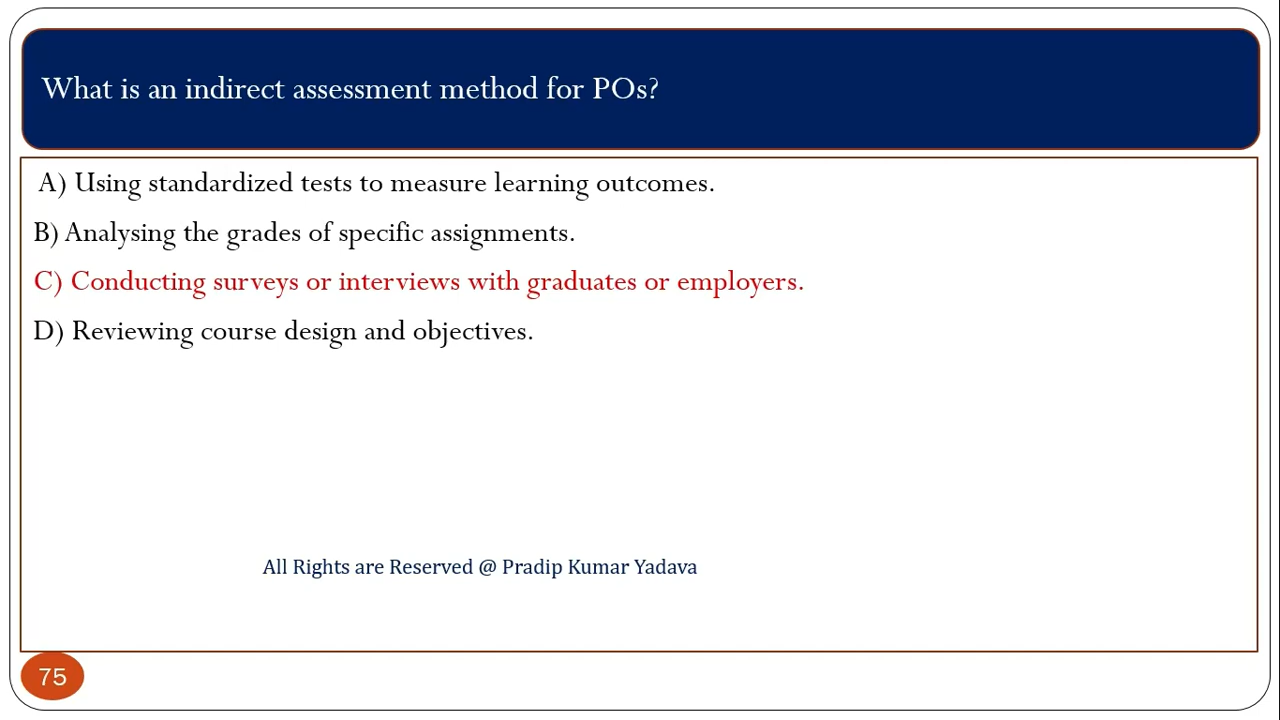 What is an indirect assessment method for POs?
A) Using standardized tests to measure learning outcomes.
B) Analysing the grades of specific assignments.
C) Conducting surveys or interviews with graduates or employers.
D) Reviewing course design and objectives.
All Rights are Reserved @ Pradip Kumar Yadava
75